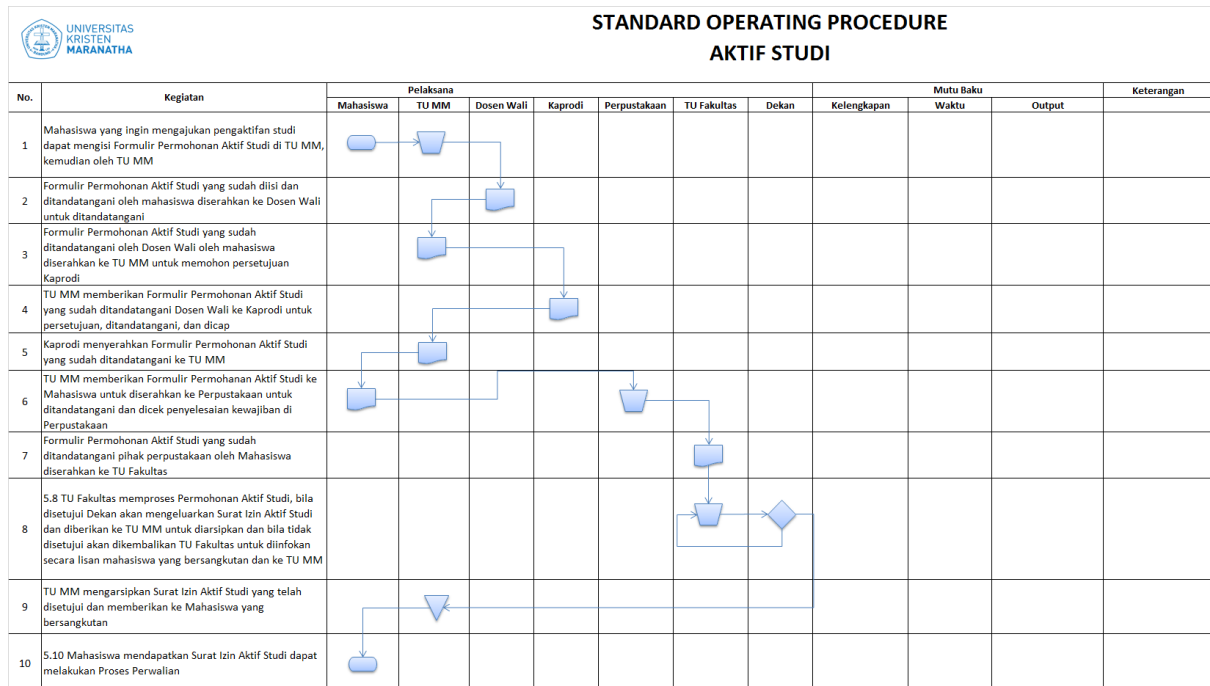 UNIVERSITAS
KRISTEN
MARANATHA
STANDARD OPERATING PROCEDURE
AKTIF STUDI
No.
Kegiatan
Pelaksana
Mutu Baku
Keterangan
Mahasiswa
TU MM
Dosen Wali
Kaprodi
Perpustakaan
TU Fakultas
Dekan
Kelengkapan
Waktu
Output
1
Mahasiswa yang ingin mengajukan pengaktifan studi
dapat mengisi Formulir Permohonan Aktif Studi di TU MM,
kemudian oleh TU MM
2
Formulir Permohonan Aktif Studi yang sudah diisi dan
ditandatangani oleh mahasiswa diserahkan ke Dosen Wali
untuk ditandatangani
3
Formulir Permohonan Aktif Studi yang sudah
ditandatangani oleh Dosen Wali oleh mahasiswa
diserahkan ke TU MM untuk memohon persetujuan
Kaprodi
4
TU MM memberikan Formulir Permohonan Aktif Studi
yang sudah ditandatangani Dosen Wali ke Kaprodi untuk
persetujuan, ditandatangani, dan dicap
5
Kaprodi menyerahkan Formulir Permohonan Aktif Studi
yang sudah ditandatangani ke TU MM
6
TU MM memberikan Formulir Permohanan Aktif Studi ke
Mahasiswa untuk diserahkan ke Perpustakaan untuk
ditandatangani dan dicek penyelesaian kewajiban di
Perpustakaan
7
Formulir Permohonan Aktif Studi yang sudah
ditandatangani pihak perpustakaan oleh Mahasiswa
diserahkan ke TU Fakultas
8
5.8 TU Fakultas memproses Permohonan Aktif Studi, bila
disetujui Dekan akan mengeluarkan Surat Izin Aktif Studi
dan diberikan ke TU MM untuk diarsipkan dan bila tidak
disetujui akan dikembalikan TU Fakultas untuk diinfokan
secara lisan mahasiswa yang bersangkutan dan ke TU MM
9
TU MM mengarsipkan Surat Izin Aktif Studi yang telah
disetujui dan memberikan ke Mahasiswa yang
bersangkutan
10
5.10 Mahasiswa mendapatkan Surat Izin Aktif Studi dapat
melakukan Proses Perwalian